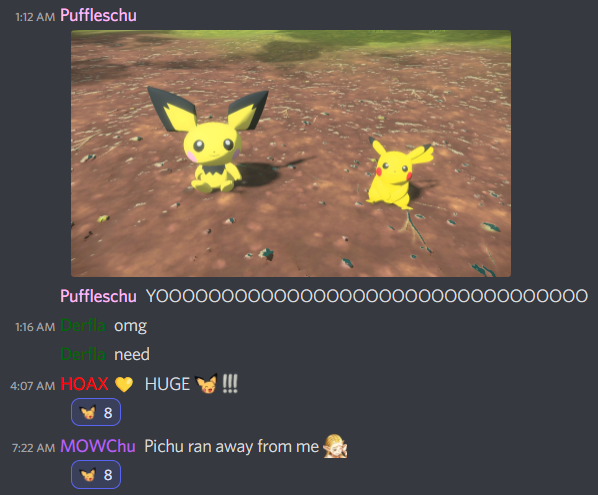 1:12 AM Puffleschu
Puffleschu YOOOOOOOOOOOOOOOOOOOOOOOOOOOOOOOOOO
1:16 AM Derfla omg
Derfla need
4:07 AM HOAX HUGE !!!
8
7:22 AM MOWChu Pichu ran away from me
8